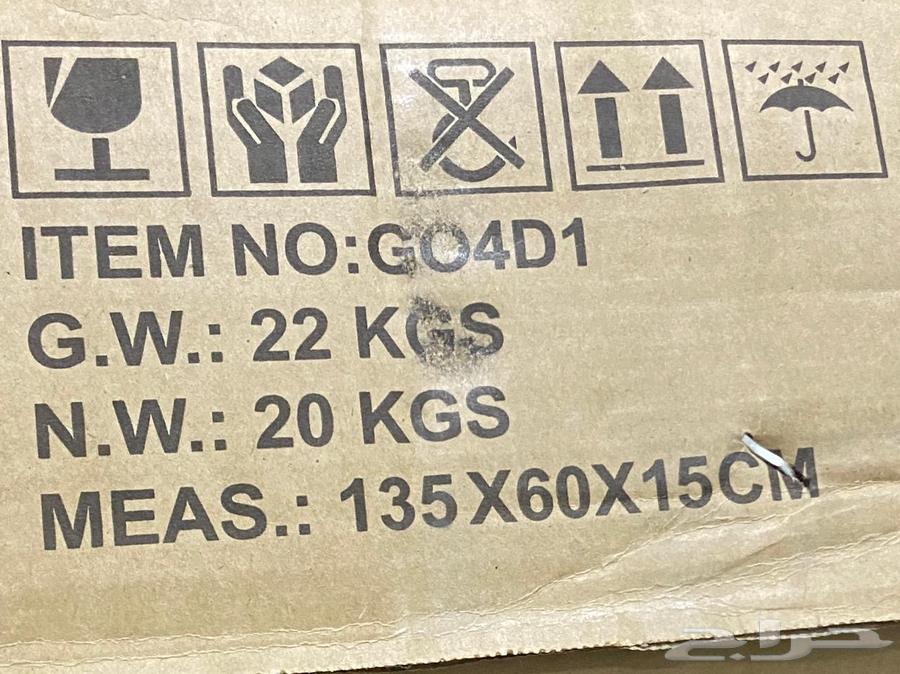 ITEM NO:GO4D1
G.W.: 22 KGS
N.W.: 20 KGS
MEAS.: 135X60X15CM
حراج